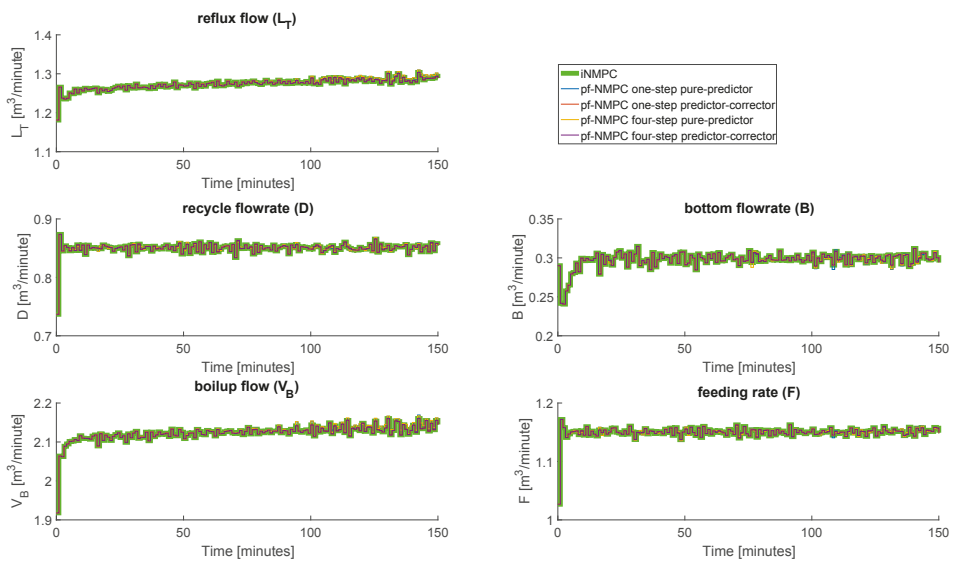 reflux flow (L_T)
L_T [m³/minute]
1.4
1.3
1.2
1.1
0
50
100
150
Time [minutes]
iNMPC
pf-NMPC one-step pure-predictor
pf-NMPC one-step predictor-corrector
pf-NMPC four-step pure-predictor
pf-NMPC four-step predictor-corrector
recycle flowrate (D)
D [m³/minute]
0.9
0.8
0.7
0
50
100
150
Time [minutes]
bottom flowrate (B)
B [m³/minute]
0.35
0.3
0.25
0.2
0
50
100
150
Time [minutes]
boilup flow (V_B)
V_B [m³/minute]
2.2
2.1
2
1.9
0
50
100
150
Time [minutes]
feeding rate (F)
F [m³/minute]
1.2
1.1
1
0
50
100
150
Time [minutes]